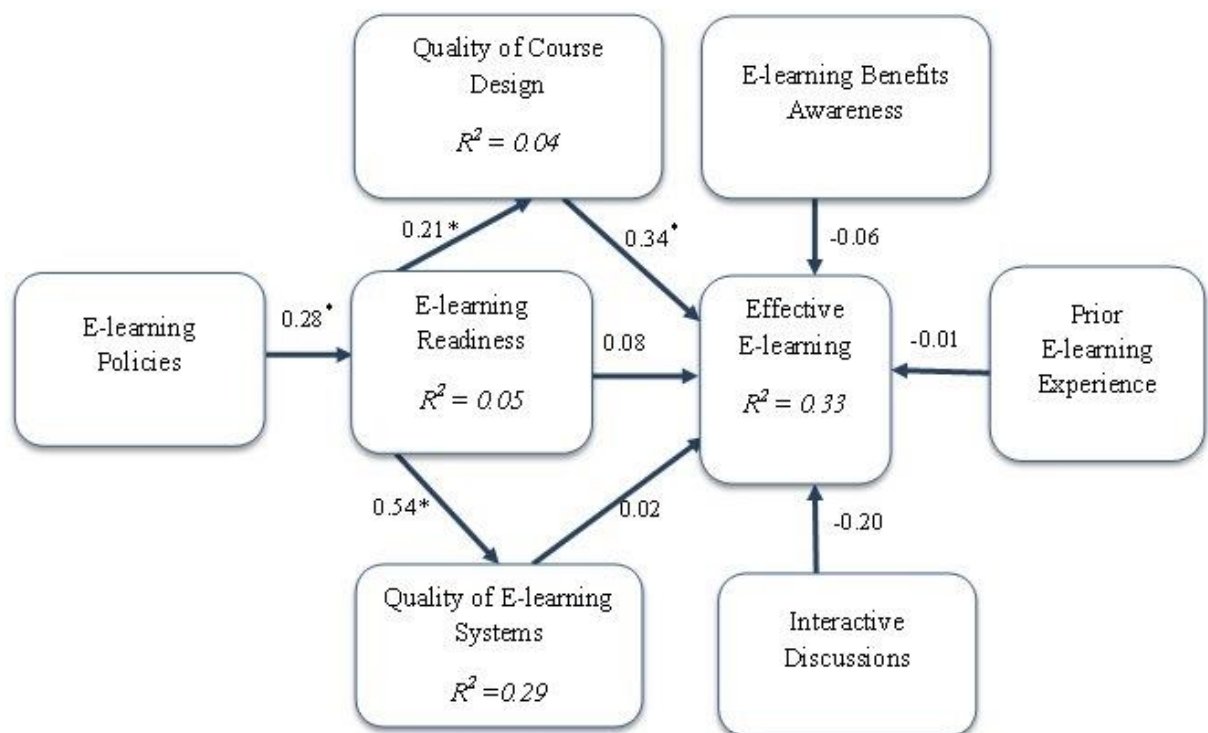 Quality of Course
Design
R² = 0.04
E-learning Benefits
Awareness
0.21*
0.34*
-0.06
E-learning
Policies
0.28*
E-learning
Readiness
R² = 0.05
0.08
Effective
E-learning
R² = 0.33
-0.01
Prior
E-learning
Experience
0.54*
0.02
-0.20
Quality of E-learning
Systems
R² =0.29
Interactive
Discussions